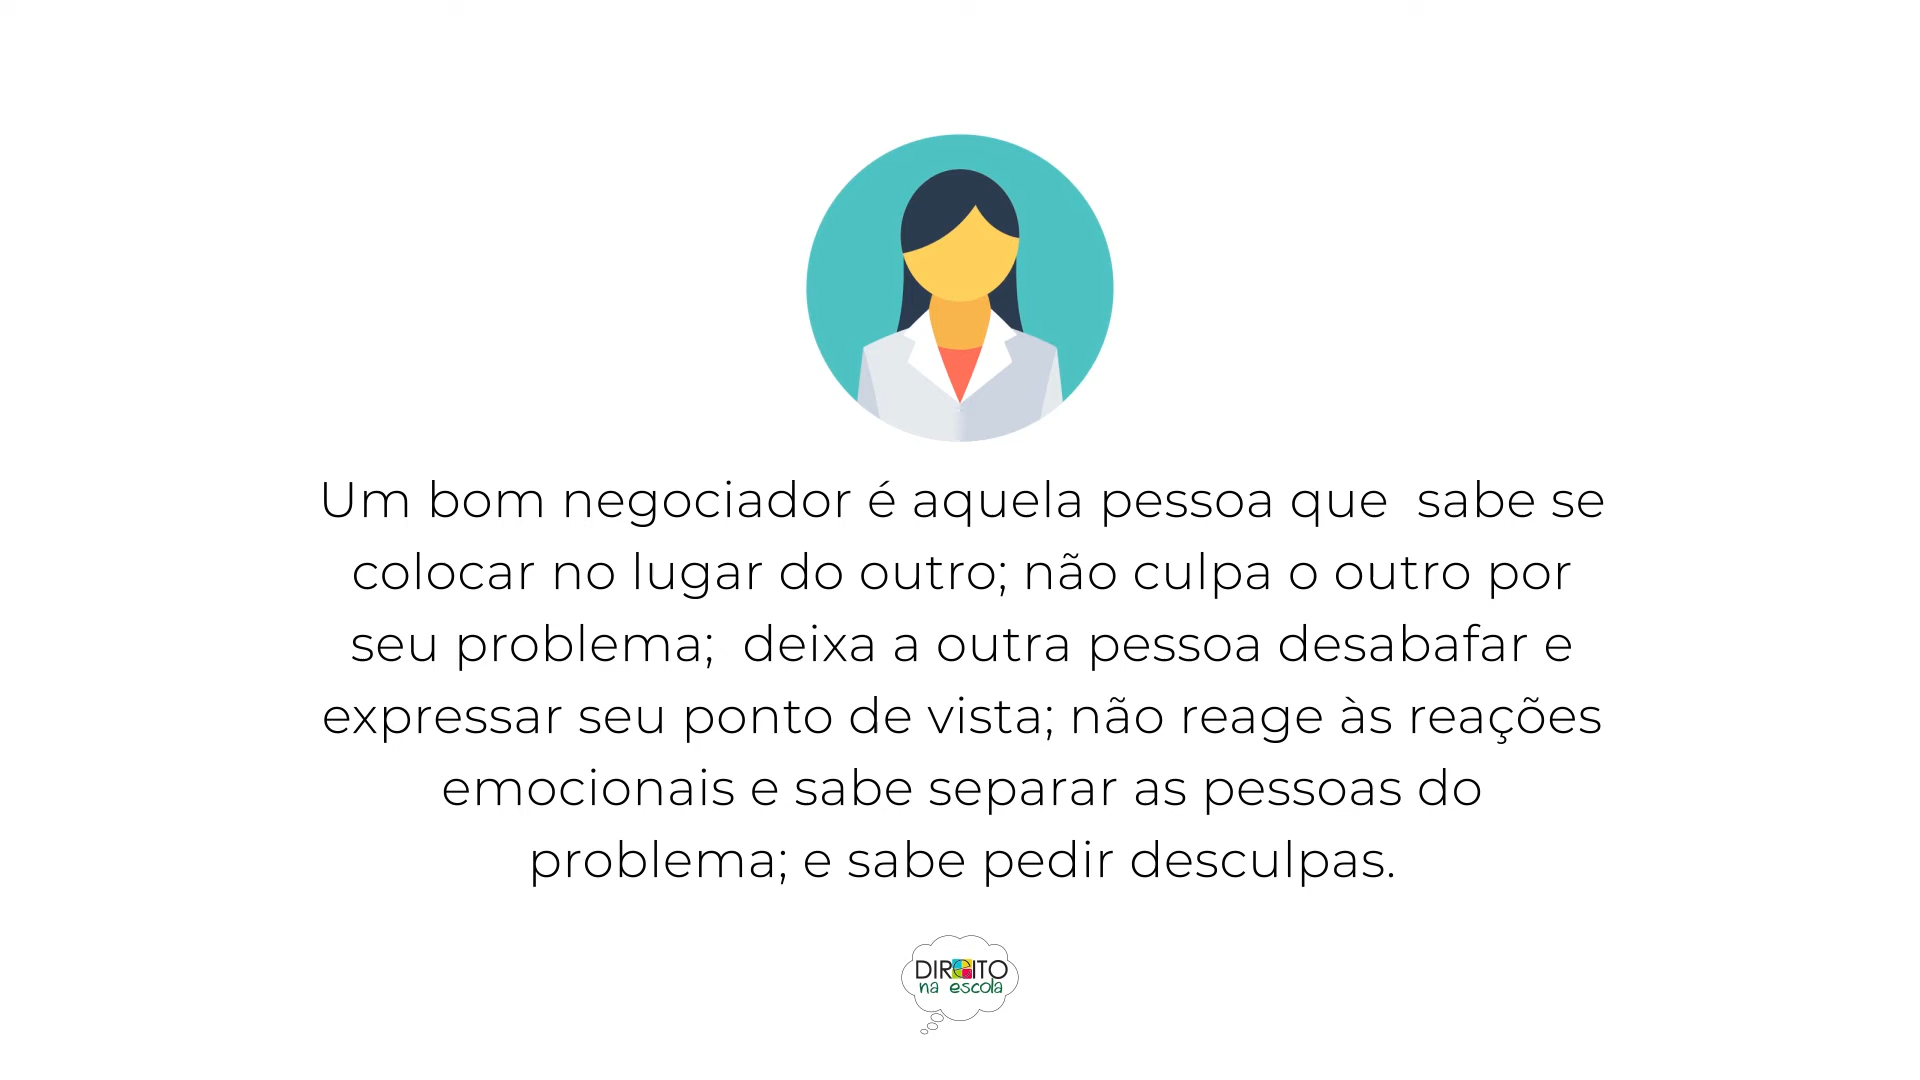 Um bom negociador é aquela pessoa que  sabe se
colocar no lugar do outro; não culpa o outro por
seu problema;  deixa a outra pessoa desabafar e
expressar seu ponto de vista; não reage às reações
emocionais e sabe separar as pessoas do
problema; e sabe pedir desculpas.
DIREITO
na escola